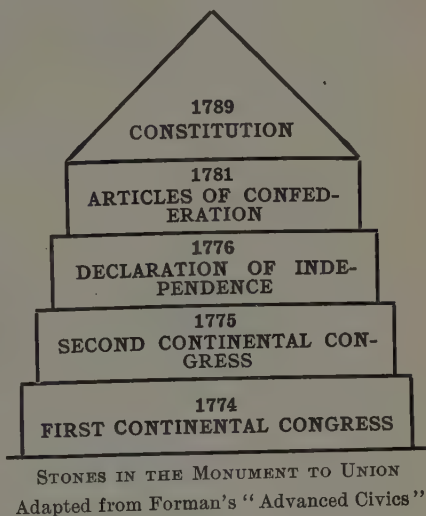 1789
CONSTITUTION
1781
ARTICLES OF CONFED-
ERATION
1776
DECLARATION OF INDE-
PENDENCE
1775
SECOND CONTINENTAL CON-
GRESS
1774
FIRST CONTINENTAL CONGRESS
STONES IN THE MONUMENT TO UNION
Adapted from Forman's "Advanced Civics"